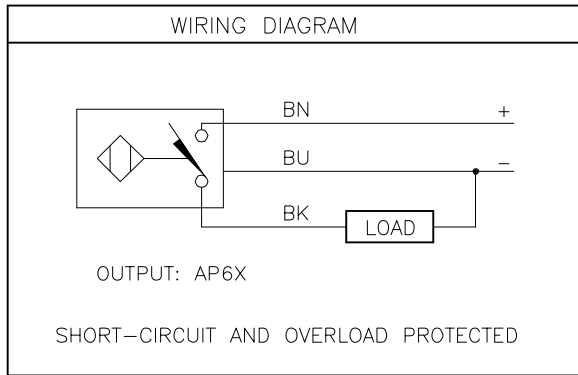 WIRING DIAGRAM
BN +
BU -
BK LOAD
OUTPUT: AP6X
SHORT-CIRCUIT AND OVERLOAD PROTECTED